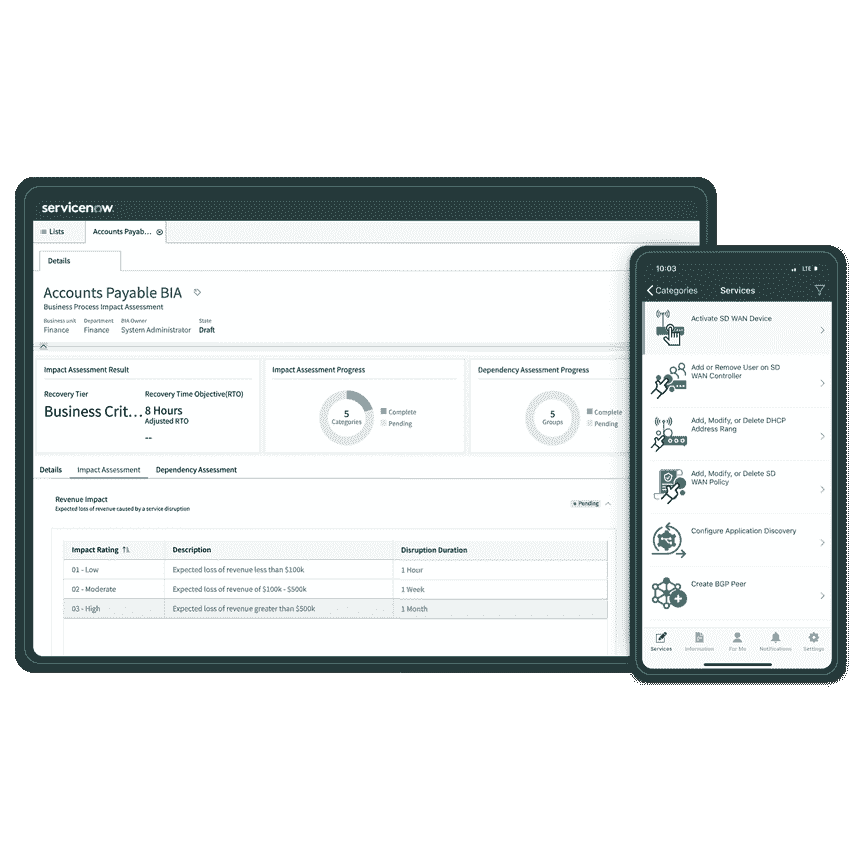 servicenow
Lists
Accounts Payab...
Details
Accounts Payable BIA
Business Process Impact Assessment
Business unit Department BIA Owner State
Finance Finance System Administrator Draft
Impact Assessment Result
Recovery Tier Recovery Time Objective(RTO)
Business Crit... 8 Hours
Adjusted RTO
--
Impact Assessment Progress
5
Categories
Complete
Pending
Dependency Assessment Progress
5
Groups
Complete
Pending
Details Impact Assessment Dependency Assessment
Revenue Impact
Expected loss of revenue caused by a service disruption
Pending
Impact Rating Description Disruption Duration
01 - Low Expected loss of revenue less than $100k 1 Hour
02 - Moderate Expected loss of revenue of $100k - $500k 1 Week
03 - High Expected loss of revenue greater than $500k 1 Month
10:03 LTE
Categories Services
Activate SD WAN Device
Add or Remove User on SD
WAN Controller
Add, Modify, or Delete DHCP
Address Rang
Add, Modify, or Delete SD
WAN Policy
Configure Application Discovery
Create BGP Peer
Services Information For Me Notifications Settings